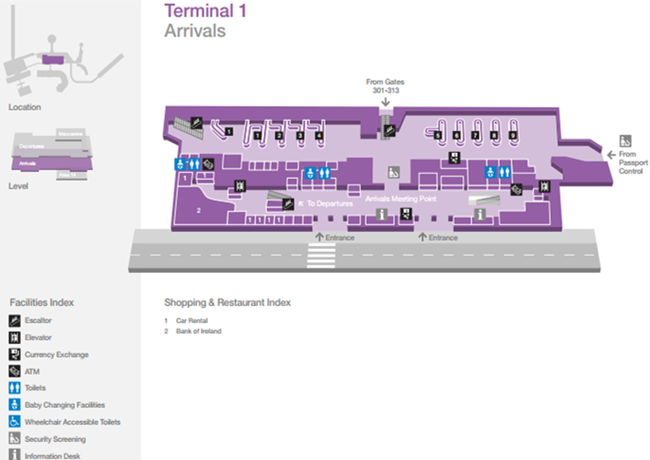 Terminal 1
Arrivals
Location
Departures
Arrivals
Level
From Gates
301-313
1
1
2
3
4
5
6
7
8
9
From
Passport
Control
1
2
To Departures
Arrivals Meeting Point
1 1 1 1
Entrance
Entrance
Facilities Index
Escaltor
Elevator
Currency Exchange
ATM
Toilets
Baby Changing Facilities
Wheelchair Accessible Toilets
Security Screening
Information Desk
Shopping & Restaurant Index
1 Car Rental
2 Bank of Ireland